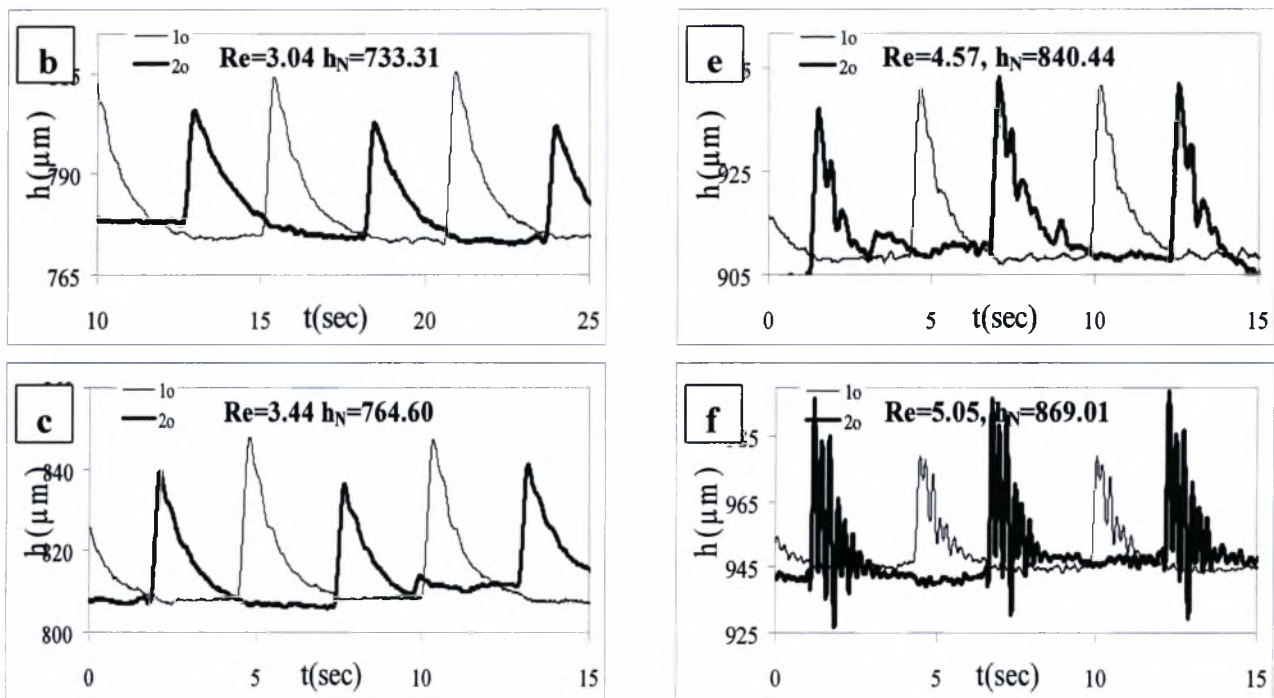 b
1o
2o
Re=3.04 h_N=733.31
h(μm)
790
765
10
15
20
25
t(sec)
e
1o
2o
Re=4.57, h_N=840.44
h(μm)
925
905
0
5
10
15
t(sec)
c
1o
2o
Re=3.44 h_N=764.60
h(μm)
840
820
800
0
5
10
15
t(sec)
f
1o
2o
Re=5.05, h_N=869.01
h(μm)
965
945
925
0
5
10
15
t(sec)